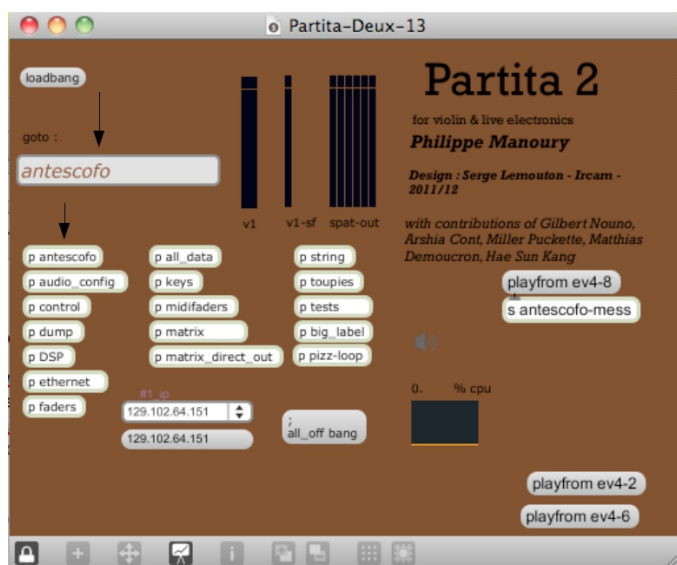 Partita-Deux-13
loadbang
goto :
antescofo
v1
v1-sf
spat-out
Partita 2
for violin & live electronics
Philippe Manoury
Design : Serge Lemouton - Ircam -
2011/12
with contributions of Gilbert Nouno,
Arshia Cont, Miller Puckette, Matthias
Demoucron, Hae Sun Kang
p antescofo
p audio_config
p control
p dump
p DSP
p ethernet
p faders
p all_data
p keys
p midifaders
p matrix
p matrix_direct_out
p string
p toupies
p tests
p big_label
p pizz-loop
playfrom ev4-8
s antescofo-mess
#1_ip
129.102.64.151
129.102.64.151
;
all_off bang
0. % cpu
playfrom ev4-2
playfrom ev4-6